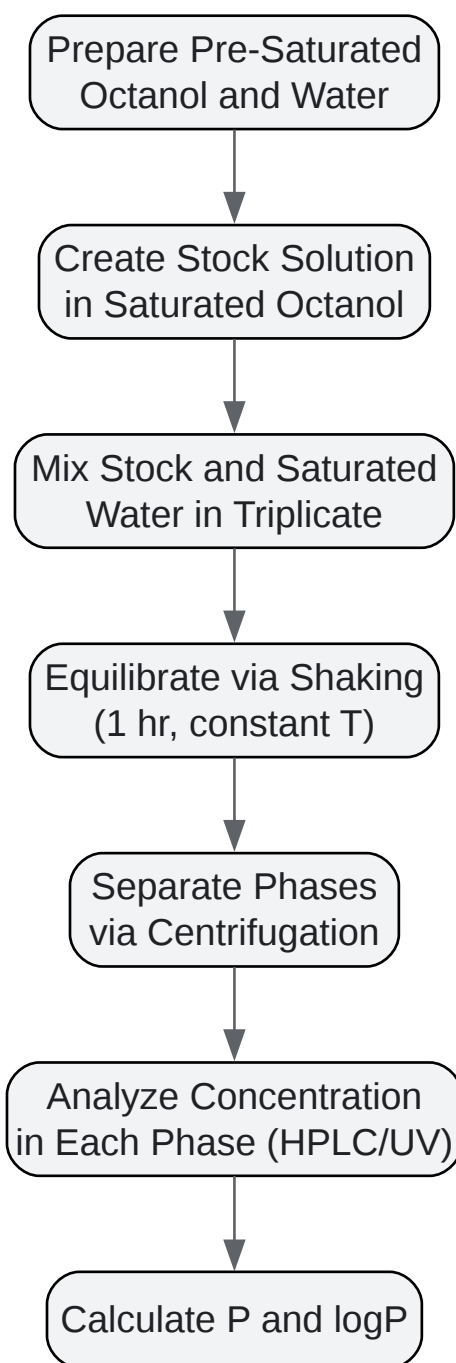 Prepare Pre-Saturated
Octanol and Water
Create Stock Solution
in Saturated Octanol
Mix Stock and Saturated
Water in Triplicate
Equilibrate via Shaking
(1 hr, constant T)
Separate Phases
via Centrifugation
Analyze Concentration
in Each Phase (HPLC/UV)
Calculate P and logP